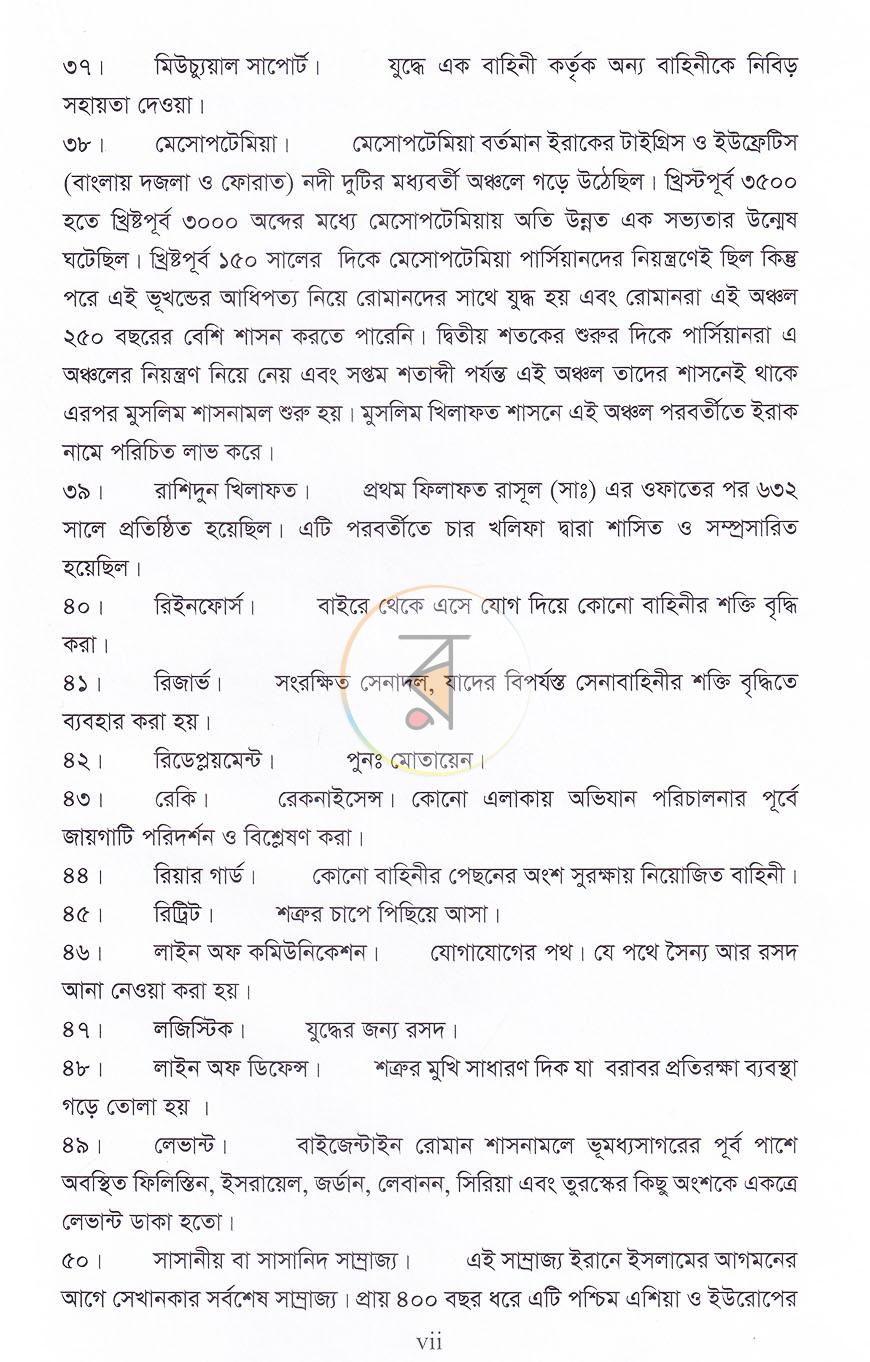 ৩৭। মিউচ্যুয়াল সাপোর্ট। যুদ্ধে এক বাহিনী কর্তৃক অন্য বাহিনীকে নিবিড়
সহায়তা দেওয়া।
৩৮। মেসোপটেমিয়া। মেসোপটেমিয়া বর্তমান ইরাকের টাইগ্রিস ও ইউফ্রেটিস
(বাংলায় দজলা ও ফোরাত) নদী দুটির মধ্যবর্তী অঞ্চলে গড়ে উঠেছিল। খ্রিস্টপূর্ব ৩৫০০
হতে খ্রিষ্টপূর্ব ৩০০০ অব্দের মধ্যে মেসোপটেমিয়ায় অতি উন্নত এক সভ্যতার উন্মেষ
ঘটেছিল। খ্রিষ্টপূর্ব ১৫০ সালের দিকে মেসোপটেমিয়া পার্সিয়ানদের নিয়ন্ত্রণেই ছিল কিন্তু
পরে এই ভূখন্ডের আধিপত্য নিয়ে রোমানদের সাথে যুদ্ধ হয় এবং রোমানরা এই অঞ্চল
২৫০ বছরের বেশি শাসন করতে পারেনি। দ্বিতীয় শতকের শুরুর দিকে পার্সিয়ানরা এ
অঞ্চলের নিয়ন্ত্রণ নিয়ে নেয় এবং সপ্তম শতাব্দী পর্যন্ত এই অঞ্চল তাদের শাসনেই থাকে
এরপর মুসলিম শাসনামল শুরু হয়। মুসলিম খিলাফত শাসনে এই অঞ্চল পরবর্তীতে ইরাক
নামে পরিচিত লাভ করে।
৩৯। রাশিদুন খিলাফত। প্রথম ফিলাফত রাসূল (সাঃ) এর ওফাতের পর ৬৩২
সালে প্রতিষ্ঠিত হয়েছিল। এটি পরবর্তীতে চার খলিফা দ্বারা শাসিত ও সম্প্রসারিত
হয়েছিল।
৪০। রিইনফোর্স। বাইরে থেকে এসে যোগ দিয়ে কোনো বাহিনীর শক্তি বৃদ্ধি
করা।
৪১। রিজার্ভ। সংরক্ষিত সেনাদল, যাদের বিপর্যস্ত সেনাবাহিনীর শক্তি বৃদ্ধিতে
ব্যবহার করা হয়।
৪২। রিডেপ্লয়মেন্ট। পুনঃ মোতায়েন।
৪৩। রেকি। রেকনাইসেন্স। কোনো এলাকায় অভিযান পরিচালনার পূর্বে
জায়গাটি পরিদর্শন ও বিশ্লেষণ করা।
৪৪। রিয়ার গার্ড। কোনো বাহিনীর পেছনের অংশ সুরক্ষায় নিয়োজিত বাহিনী।
৪৫। রিট্রিট। শত্রুর চাপে পিছিয়ে আসা।
৪৬। লাইন অফ কমিউনিকেশন। যোগাযোগের পথ। যে পথে সৈন্য আর রসদ
আনা নেওয়া করা হয়।
৪৭। লজিস্টিক। যুদ্ধের জন্য রসদ।
৪৮। লাইন অফ ডিফেন্স। শত্রুর মুখি সাধারণ দিক যা বরাবর প্রতিরক্ষা ব্যবস্থা
গড়ে তোলা হয় ।
৪৯। লেভান্ট। বাইজেন্টাইন রোমান শাসনামলে ভূমধ্যসাগরের পূর্ব পাশে
অবস্থিত ফিলিস্তিন, ইসরায়েল, জর্ডান, লেবানন, সিরিয়া এবং তুরস্কের কিছু অংশকে একত্রে
লেভান্ট ডাকা হতো।
৫০। সাসানীয় বা সাসানিদ সাম্রাজ্য। এই সাম্রাজ্য ইরানে ইসলামের আগমনের
আগে সেখানকার সর্বশেষ সাম্রাজ্য। প্রায় ৪০০ বছর ধরে এটি পশ্চিম এশিয়া ও ইউরোপের
vii